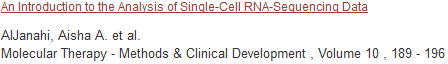 An Introduction to the Analysis of Single-Cell RNA-Sequencing Data
AlJanahi, Aisha A. et al.
Molecular Therapy - Methods & Clinical Development , Volume 10 , 189 - 196